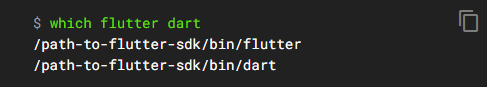 $ which flutter dart
/path-to-flutter-sdk/bin/flutter
/path-to-flutter-sdk/bin/dart